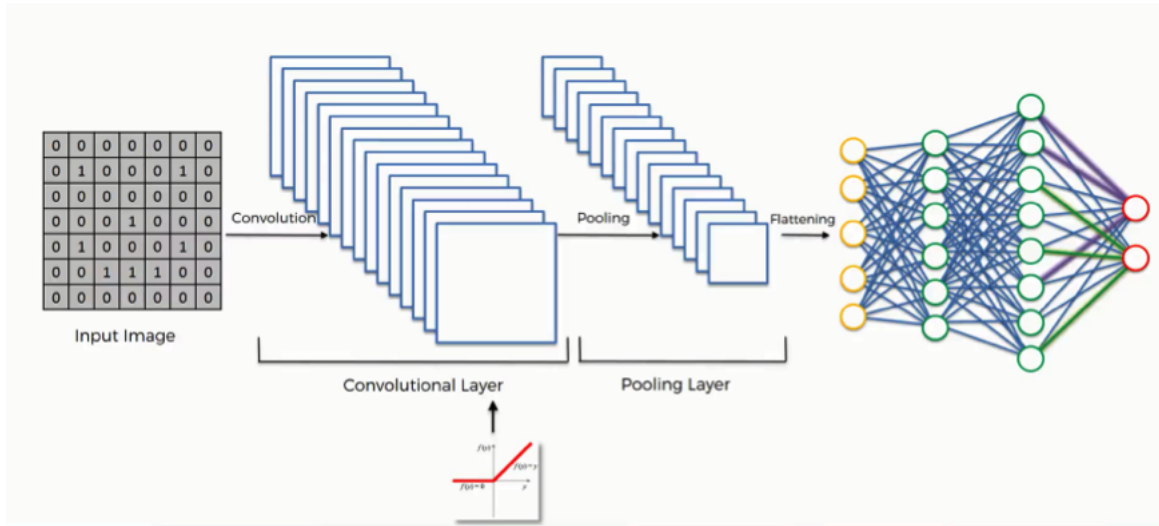 0 0 0 0 0 0 0
0 1 0 0 0 1 0
0 0 0 0 0 0 0
0 0 0 1 0 0 0
0 1 0 0 0 1 0
0 0 1 1 1 0 0
0 0 0 0 0 0 0
Input Image
Convolution
Pooling
Flattening
Convolutional Layer
Pooling Layer
f(y)
f(y)=y
f(y)=0
y